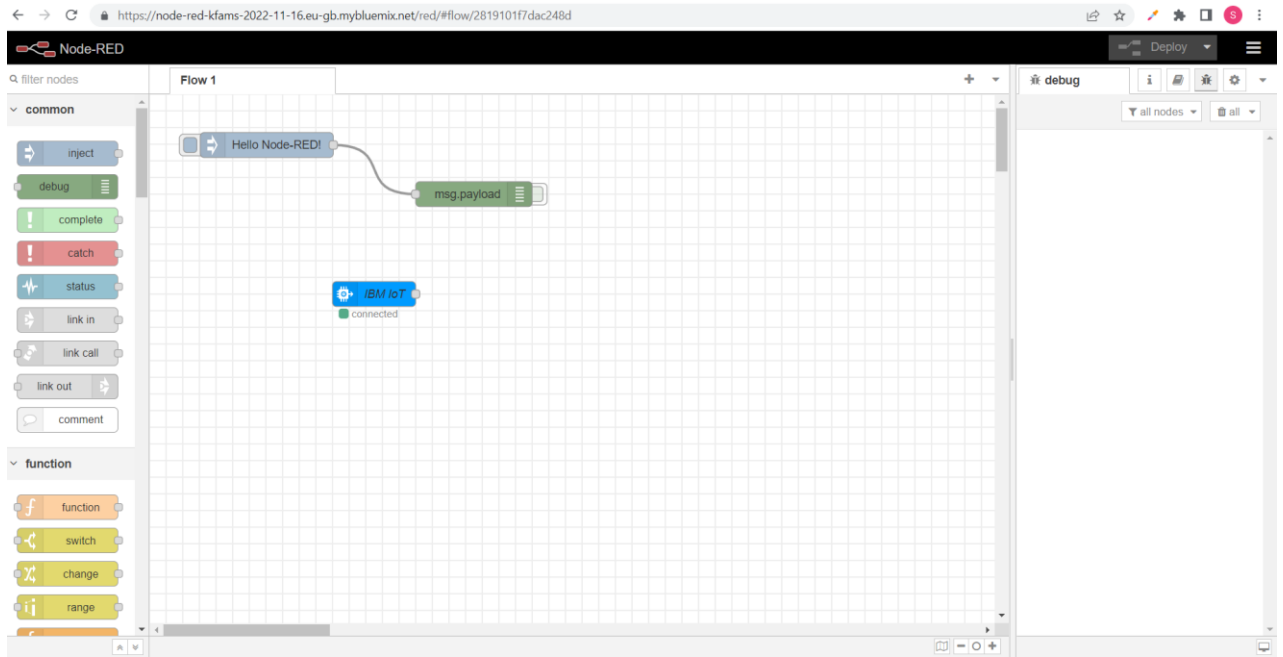 https://node-red-kfams-2022-11-16.eu-gb.mybluemix.net/red/#flow/2819101f7dac248d
S
Node-RED
Deploy
filter nodes
Flow 1
debug
i
common
all nodes
all
inject
Hello Node-RED!
debug
msg.payload
complete
catch
status
IBM IoT
connected
link in
link call
link out
comment
function
f
function
switch
change
range